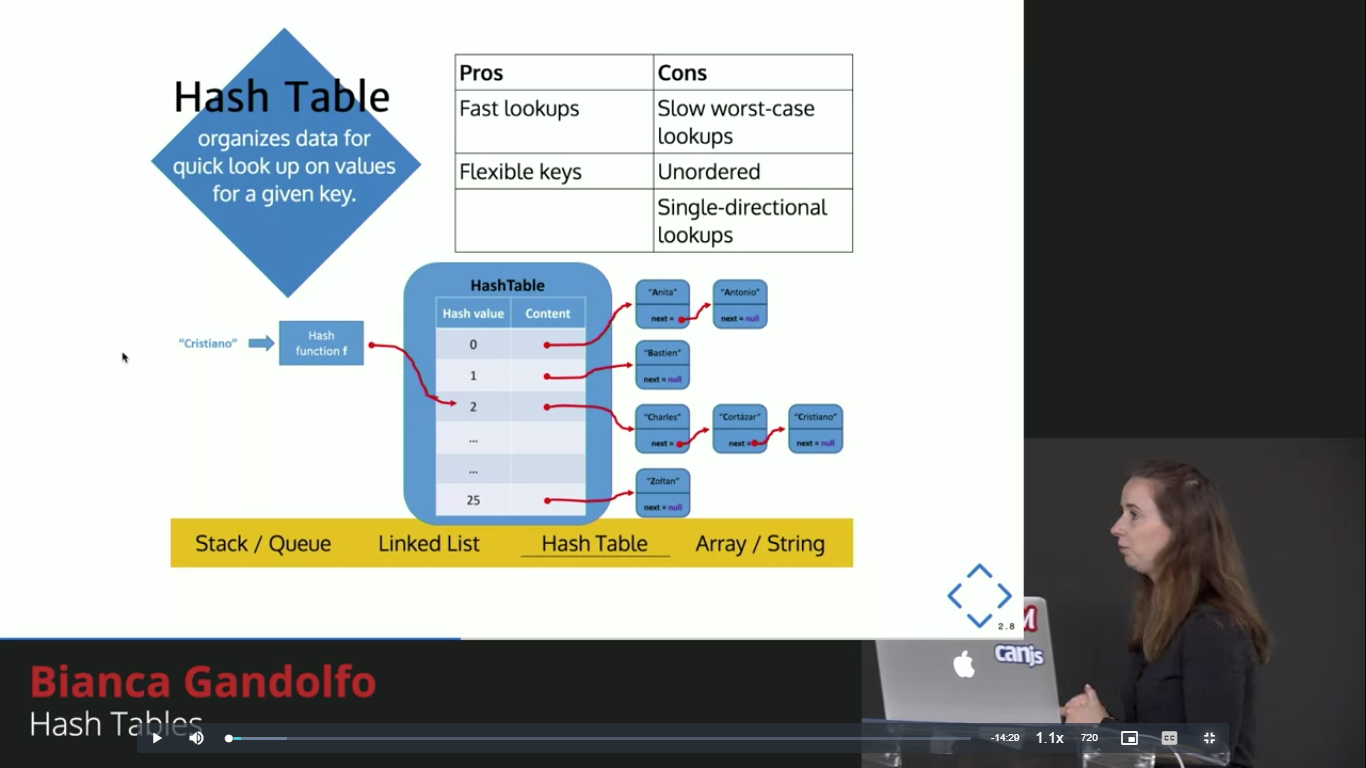 Hash Table
organizes data for
quick look up on values
for a given key.
Pros
Cons
Fast lookups
Slow worst-case
lookups
Flexible keys
Unordered
Single-directional
lookups
HashTable
Hash value
Content
0
1
2
...
...
25
"Cristiano"
Hash
function f
"Anita"
next =
"Antonio"
next = null
"Bastien"
next = null
"Charles"
next =
"Cortázar"
next =
"Cristiano"
next = null
"Zoltan"
next = null
Stack / Queue
Linked List
Hash Table
Array / String
2.8
M
canjs
Bianca Gandolfo
Hash Tables
-14:29
1.1x
720
CC